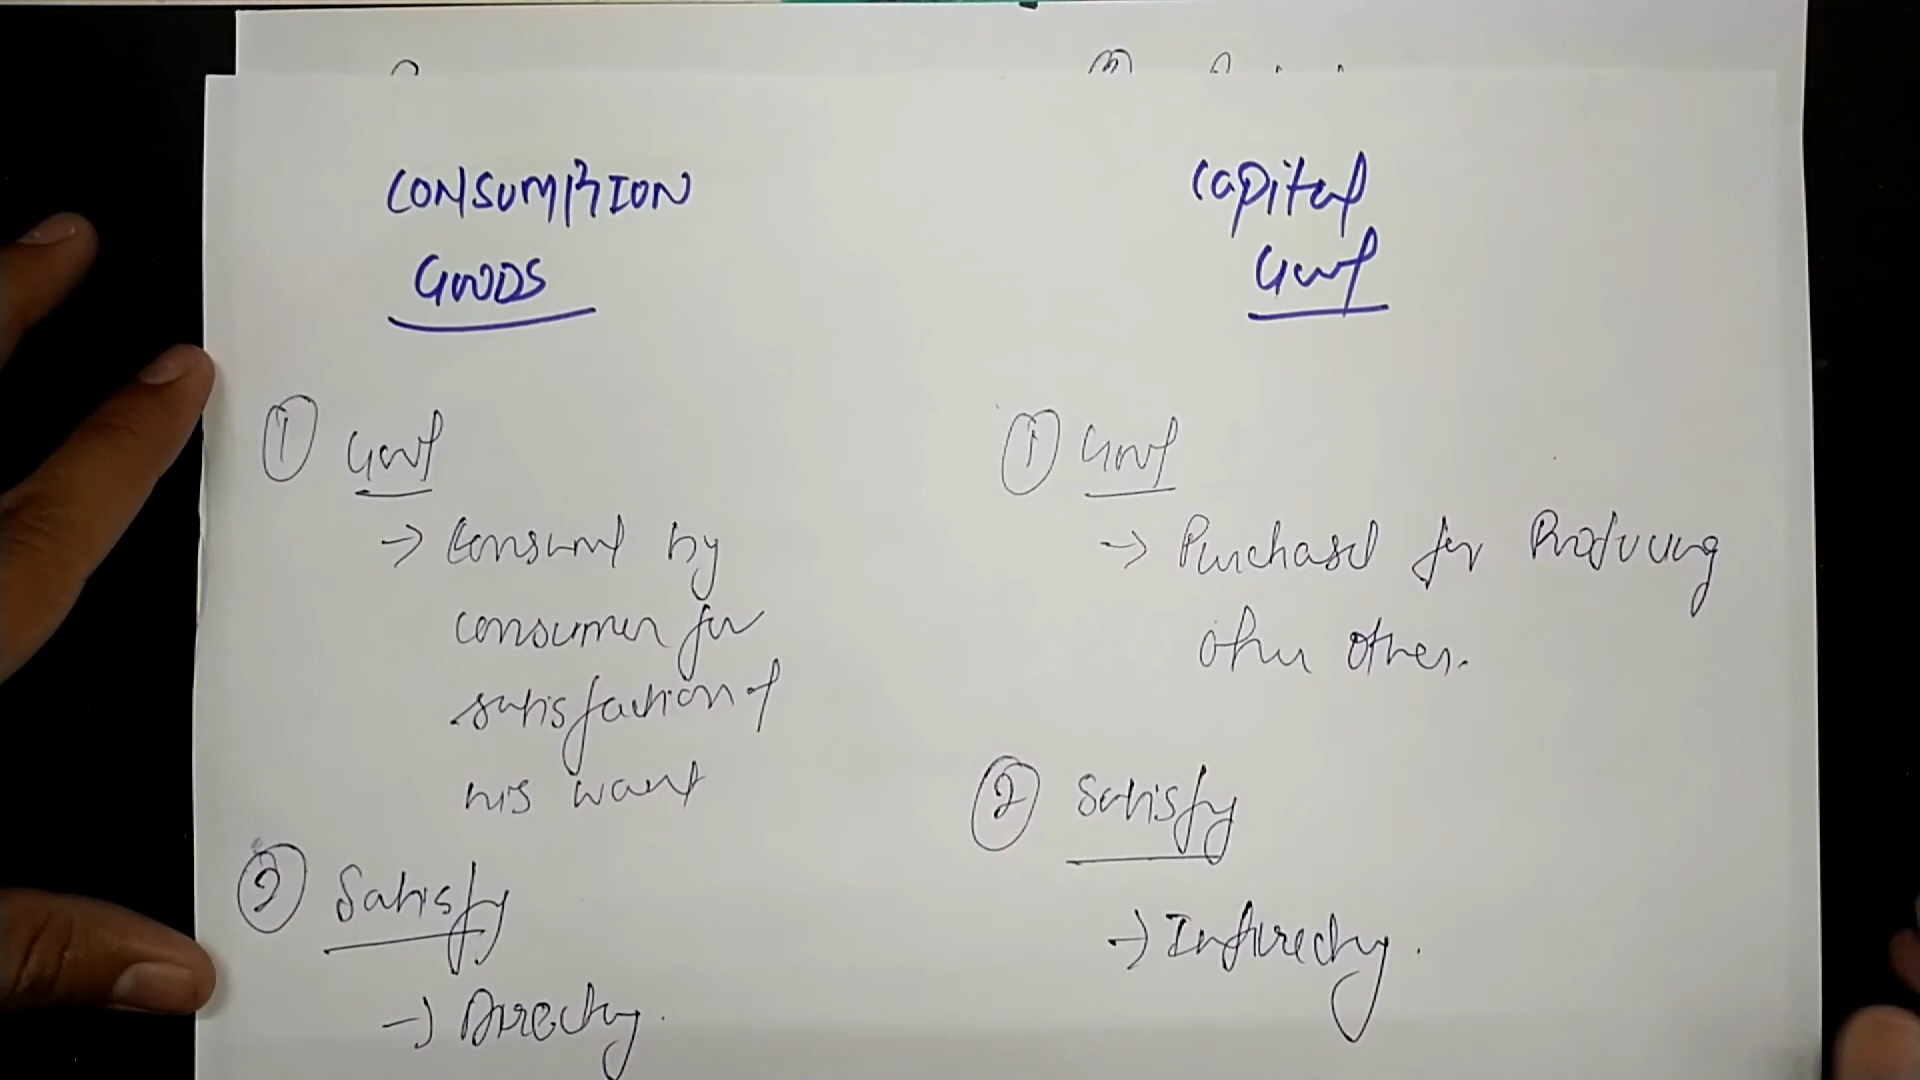 CONSUMPTION
GOODS
① Good
→ Consumed by
consumer for
satisfaction of
his want
② Satisfy
→ Directly.
Capital
Good
① Good
→ Purchased for Producing
other other.
② Satisfy
→ Indirectly.